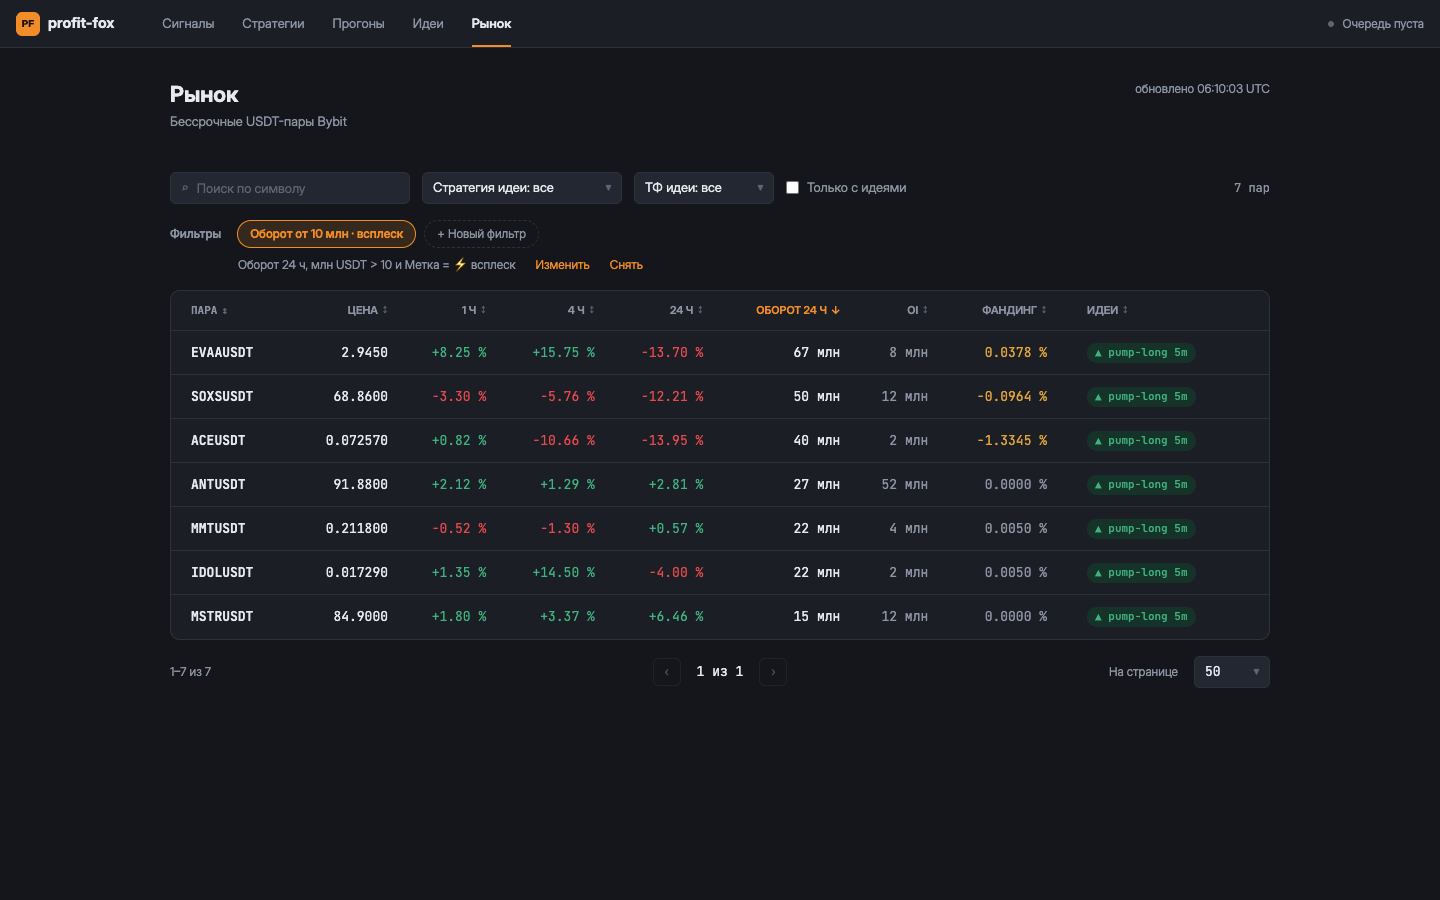 PF profit-fox Сигналы Стратегии Прогоны Идеи Рынок Очередь пуста
Рынок обновлено 06:10:03 UTC
Бессрочные USDT-пары Bybit
Поиск по символу Стратегия идеи: все ▼ ТФ идеи: все ▼ Только с идеями 7 пар
Фильтры Оборот от 10 млн · всплеск + Новый фильтр
Оборот 24 ч, млн USDT > 10 и Метка = ⚡ всплеск Изменить Снять
ПАРА ↕ ЦЕНА ↕ 1 Ч ↕ 4 Ч ↕ 24 Ч ↕ ОБОРОТ 24 Ч ↓ OI ↕ ФАНДИНГ ↕ ИДЕИ ↕
EVAAUSDT 2.9450 +8.25 % +15.75 % -13.70 % 67 млн 8 млн 0.0378 % ▲ pump-long 5m
SOXSUSDT 68.8600 -3.30 % -5.76 % -12.21 % 50 млн 12 млн -0.0964 % ▲ pump-long 5m
ACEUSDT 0.072570 +0.82 % -10.66 % -13.95 % 40 млн 2 млн -1.3345 % ▲ pump-long 5m
ANTUSDT 91.8800 +2.12 % +1.29 % +2.81 % 27 млн 52 млн 0.0000 % ▲ pump-long 5m
MMTUSDT 0.211800 -0.52 % -1.30 % +0.57 % 22 млн 4 млн 0.0050 % ▲ pump-long 5m
IDOLUSDT 0.017290 +1.35 % +14.50 % -4.00 % 22 млн 2 млн 0.0050 % ▲ pump-long 5m
MSTRUSDT 84.9000 +1.80 % +3.37 % +6.46 % 15 млн 12 млн 0.0000 % ▲ pump-long 5m
1–7 из 7 ‹ 1 из 1 › На странице 50 ▼